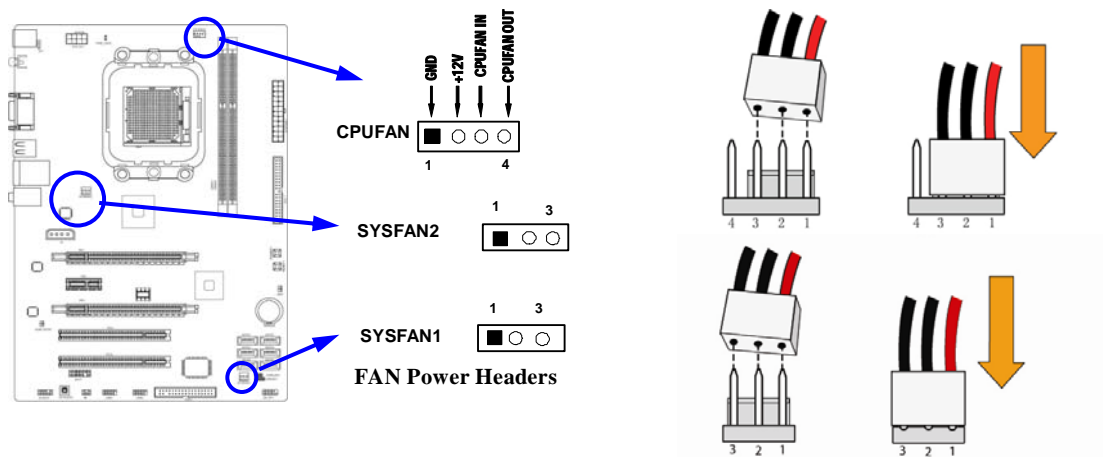 GND
+12V
CPUFAN IN
CPUFAN OUT
CPUFAN
1 4
SYSFAN2
1 3
SYSFAN1
1 3
FAN Power Headers
4 3 2 1
4 3 2 1
3 2 1
3 2 1